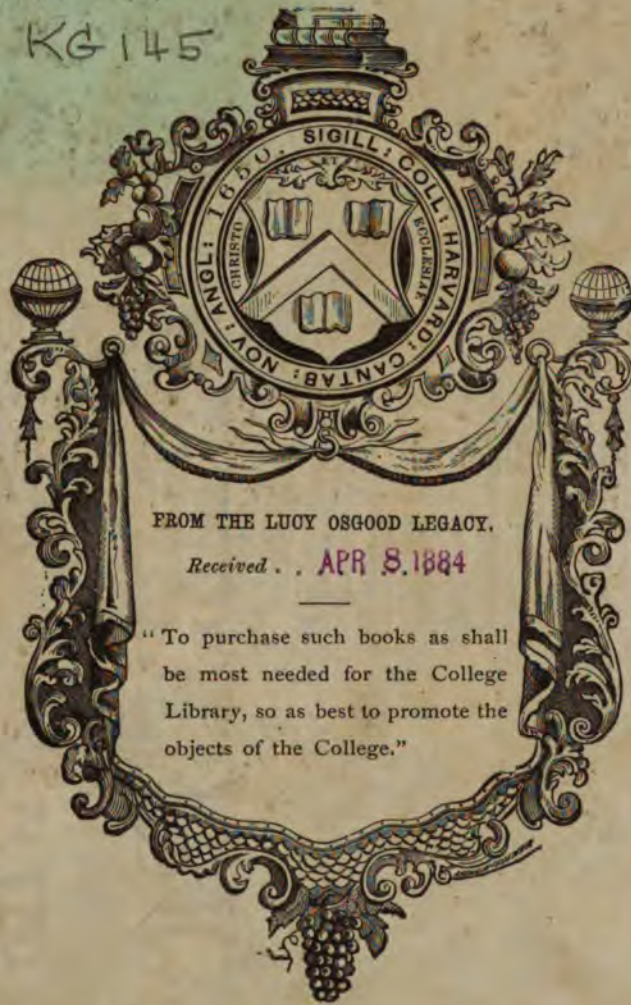 KG 145
SIGILL: COLL: HARVARD: CANTAB: NOV: ANGL: 1650.
CHRISTO ET ECCLESIAE
FROM THE LUCY OSGOOD LEGACY.
Received . . APR 8.1884
"To purchase such books as shall
be most needed for the College
Library, so as best to promote the
objects of the College."